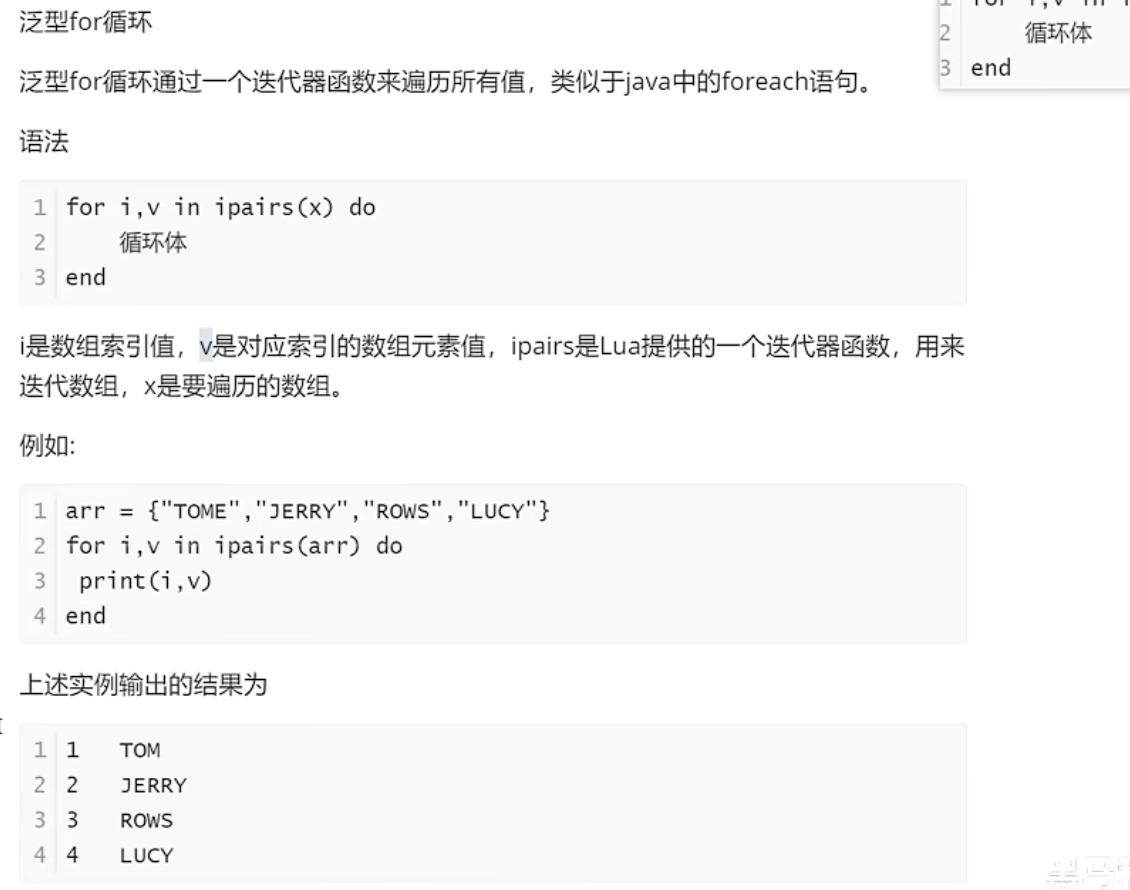 泛型for循环
泛型for循环通过一个迭代器函数来遍历所有值，类似于java中的foreach语句。
语法
1 for i,v in ipairs(x) do
2 循环体
3 end
i是数组索引值，v是对应索引的数组元素值，ipairs是Lua提供的一个迭代器函数，用来
迭代数组，x是要遍历的数组。
例如:
1 arr = {"TOME","JERRY","ROWS","LUCY"}
2 for i,v in ipairs(arr) do
3 print(i,v)
4 end
上述实例输出的结果为
1 1 TOM
2 2 JERRY
3 3 ROWS
4 4 LUCY
2 循环体
3 end